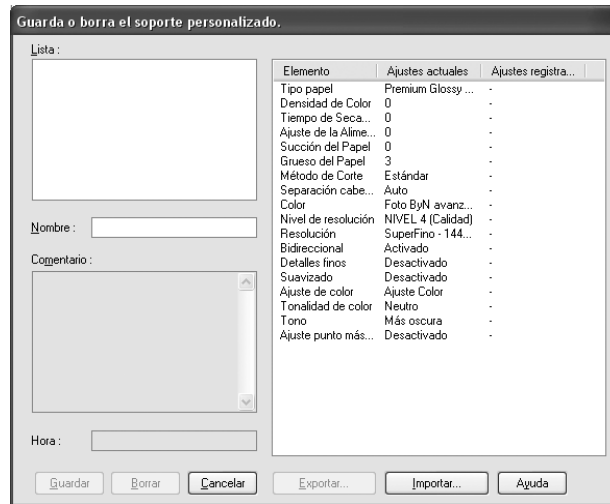 Guarda o borra el soporte personalizado.
Lista :
Nombre :
Comentario :
Hora :
Elemento Ajustes actuales Ajustes registra...
Tipo papel Premium Glossy ... -
Densidad de Color 0 -
Tiempo de Seca... 0 -
Ajuste de la Alime... 0 -
Succión del Papel 0 -
Grueso del Papel 3 -
Método de Corte Estándar -
Separación cabe... Auto -
Color Foto ByN avanz... -
Nivel de resolución NIVEL 4 (Calidad) -
Resolución SuperFino - 144... -
Bidireccional Activado -
Detalles finos Desactivado -
Suavizado Desactivado -
Ajuste de color Ajuste Color -
Tonalidad de color Neutro -
Tono Más oscura -
Ajuste punto más... Desactivado -
Guardar Borrar Cancelar Exportar... Importar... Ayuda